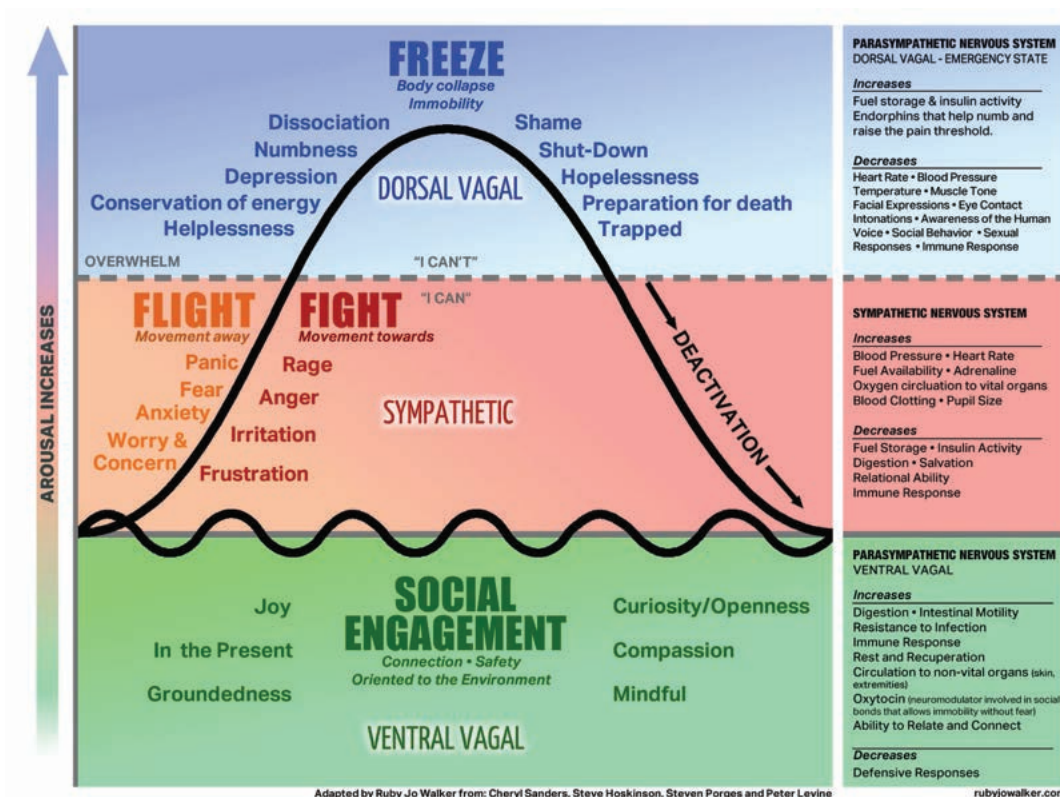 AROUSAL INCREASES
FREEZE
Body collapse
Immobility
Dissociation
Numbness
Depression
Conservation of energy
Helplessness
DORSAL VAGAL
Shame
Shut-Down
Hopelessness
Preparation for death
Trapped
OVERWHELM
"I CAN'T"
"I CAN"
FLIGHT
Movement away
Panic
Fear
Anxiety
Worry &
Concern
FIGHT
Movement towards
Rage
Anger
Irritation
Frustration
SYMPATHETIC
DEACTIVATION
SOCIAL
ENGAGEMENT
Connection • Safety
Oriented to the Environment
Joy
In the Present
Groundedness
Curiosity/Openness
Compassion
Mindful
VENTRAL VAGAL
PARASYMPATHETIC NERVOUS SYSTEM
DORSAL VAGAL - EMERGENCY STATE
Increases
Fuel storage & insulin activity
Endorphins that help numb and
raise the pain threshold.
Decreases
Heart Rate • Blood Pressure
Temperature • Muscle Tone
Facial Expressions • Eye Contact
Intonations • Awareness of the Human
Voice • Social Behavior • Sexual
Responses • Immune Response
SYMPATHETIC NERVOUS SYSTEM
Increases
Blood Pressure • Heart Rate
Fuel Availability • Adrenaline
Oxygen circluation to vital organs
Blood Clotting • Pupil Size
Decreases
Fuel Storage • Insulin Activity
Digestion • Salvation
Relational Ability
Immune Response
PARASYMPATHETIC NERVOUS SYSTEM
VENTRAL VAGAL
Increases
Digestion • Intestinal Motility
Resistance to Infection
Immune Response
Rest and Recuperation
Circulation to non-vital organs (skin,
extremities)
Oxytocin (neuromodulator involved in social
bonds that allows immobility without fear)
Ability to Relate and Connect
Decreases
Defensive Responses
Adapted by Ruby Jo Walker from: Cheryl Sanders, Steve Hoskinson, Steven Porges and Peter Levine
rubyjowalker.com